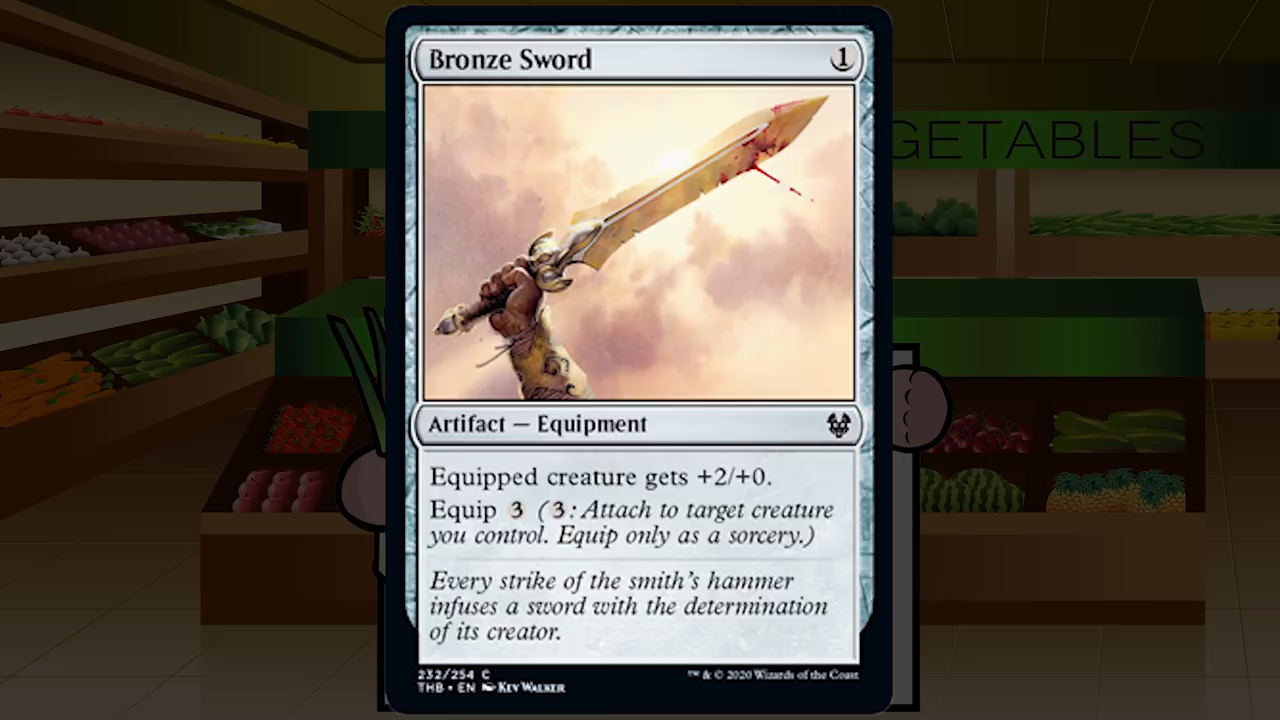 Bronze Sword 1
GETABLES
Artifact — Equipment
Equipped creature gets +2/+0.
Equip 3 (3: Attach to target creature
you control. Equip only as a sorcery.)
Every strike of the smith's hammer
infuses a sword with the determination
of its creator.
232/254 C
™ & © 2020 Wizards of the Coast
THB • EN Kev Walker